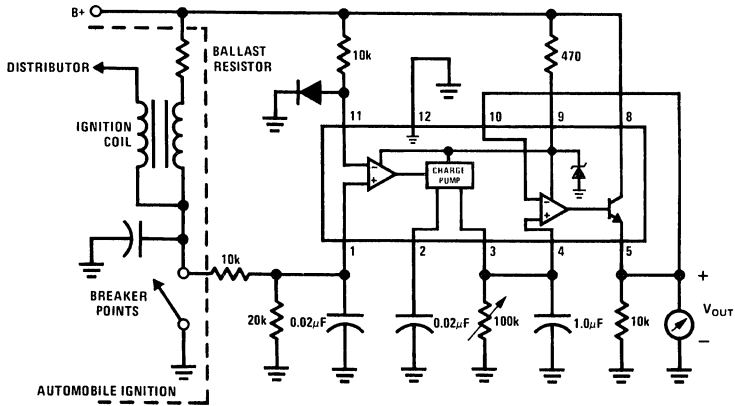 B+
BALLAST
RESISTOR
DISTRIBUTOR
IGNITION
COIL
10k
470
11
12
10
9
8
CHARGE
PUMP
−
+
−
+
1
2
3
4
5
10k
BREAKER
POINTS
20k
0.02μF
0.02μF
100k
1.0μF
10k
+
VOUT
−
AUTOMOBILE IGNITION